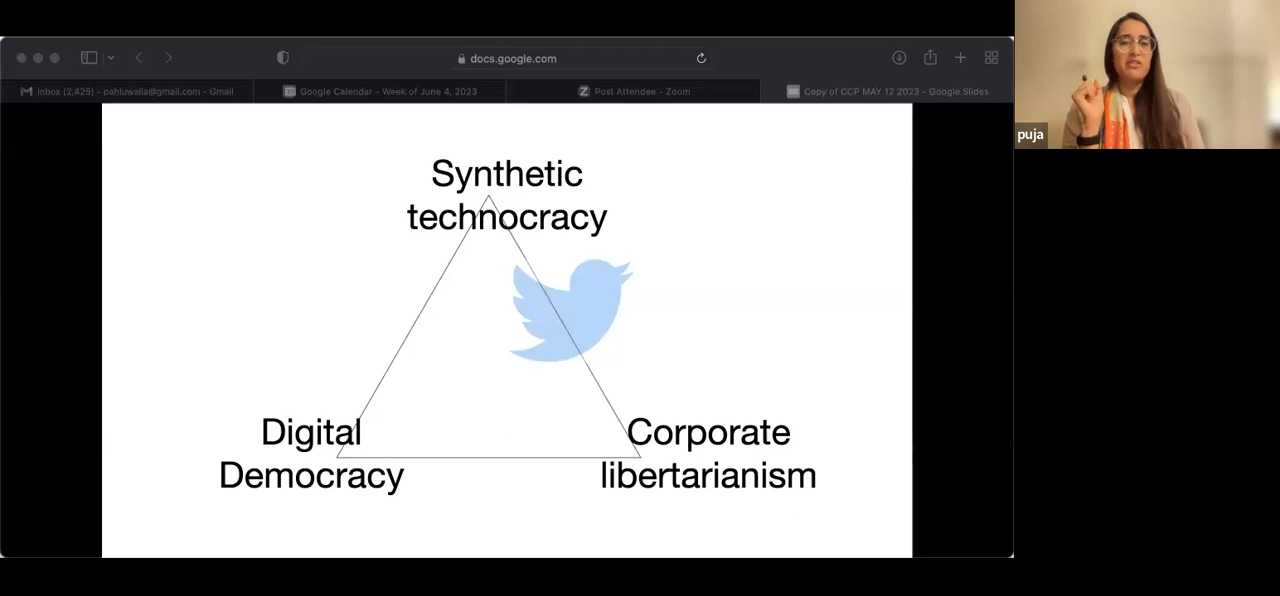 docs.google.com
Inbox (2,425) - pahluwalia@gmail.com - Gmail
Google Calendar - Week of June 4, 2023
Post Attendee - Zoom
Copy of CCP MAY 12 2023 - Google Slides
puja
Synthetic
technocracy
Digital
Democracy
Corporate
libertarianism